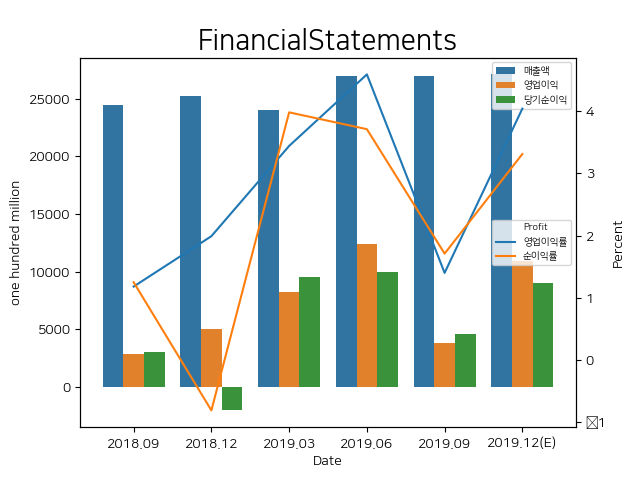 FinancialStatements
매출액
영업이익
당기순이익
Profit
영업이익률
순이익률
one hundred million
25000
20000
15000
10000
5000
0
4
3
2
1
0
1
Percent
2018.09
2018.12
2019.03
2019.06
2019.09
2019.12(E)
Date